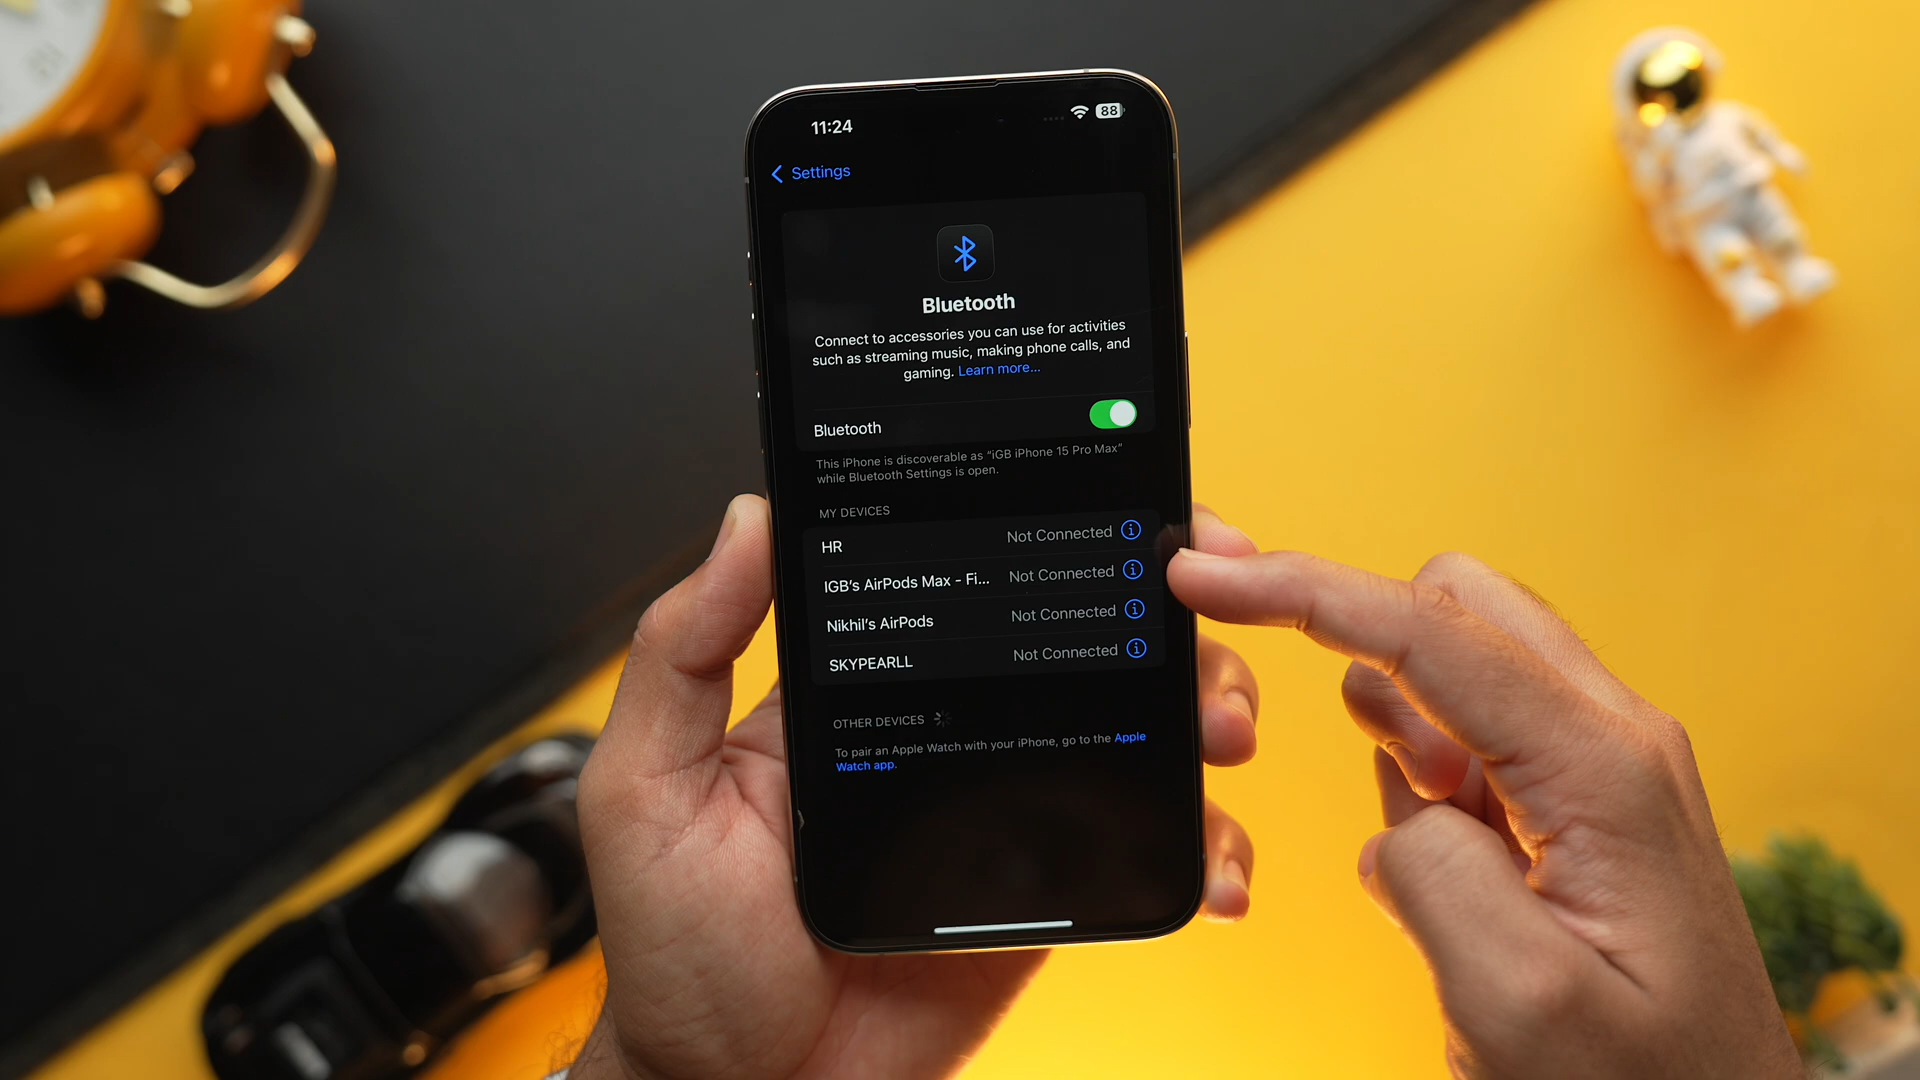 11:24
88
Settings
Bluetooth
Connect to accessories you can use for activities
such as streaming music, making phone calls, and
gaming. Learn more...
Bluetooth
This iPhone is discoverable as “iGB iPhone 15 Pro Max”
while Bluetooth Settings is open.
MY DEVICES
HR Not Connected
IGB’s AirPods Max - Fi... Not Connected
Nikhil’s AirPods Not Connected
SKYPEARLL Not Connected
OTHER DEVICES
To pair an Apple Watch with your iPhone, go to the Apple
Watch app.